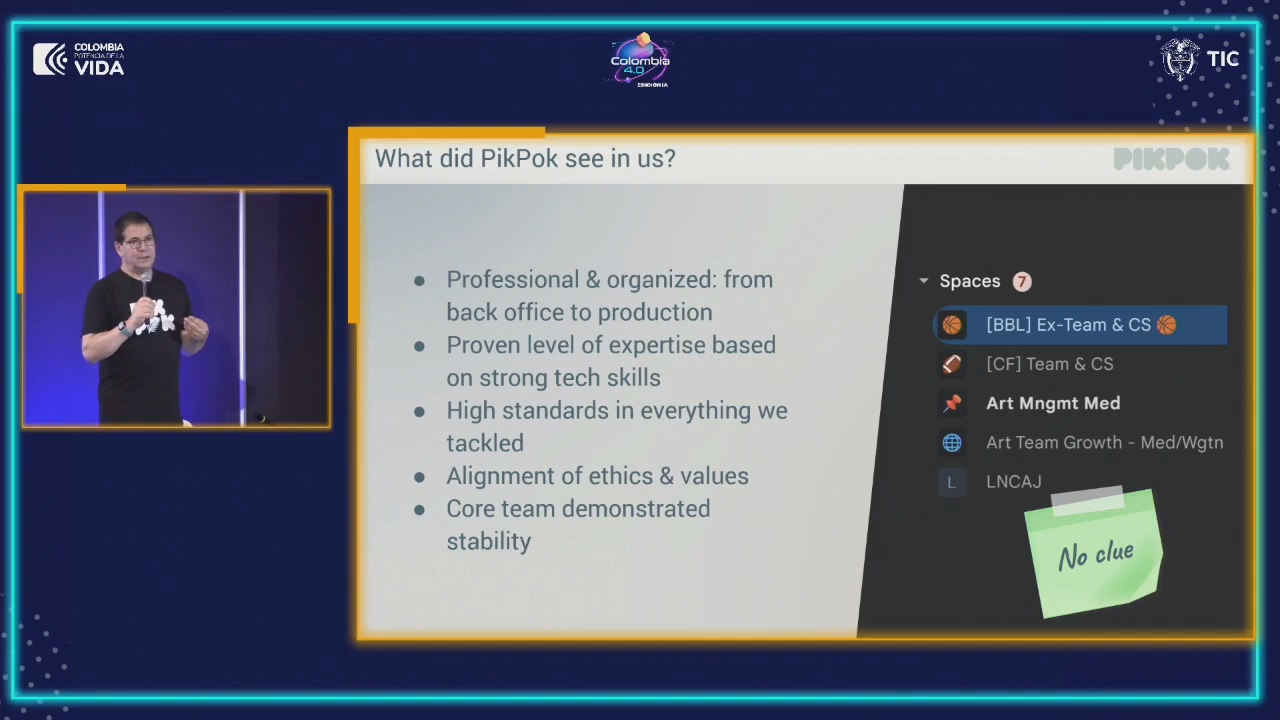 COLOMBIA
POTENCIA DE LA
VIDA
Colombia
4.0
EDICIÓN IA
TIC
What did PikPok see in us?
PIKPOK
● Professional & organized: from
back office to production
● Proven level of expertise based
on strong tech skills
● High standards in everything we
tackled
● Alignment of ethics & values
● Core team demonstrated
stability
Spaces 7
[BBL] Ex-Team & CS 🏀
[CF] Team & CS
Art Mngmt Med
Art Team Growth - Med/Wgtn
L LNCAJ
No clue